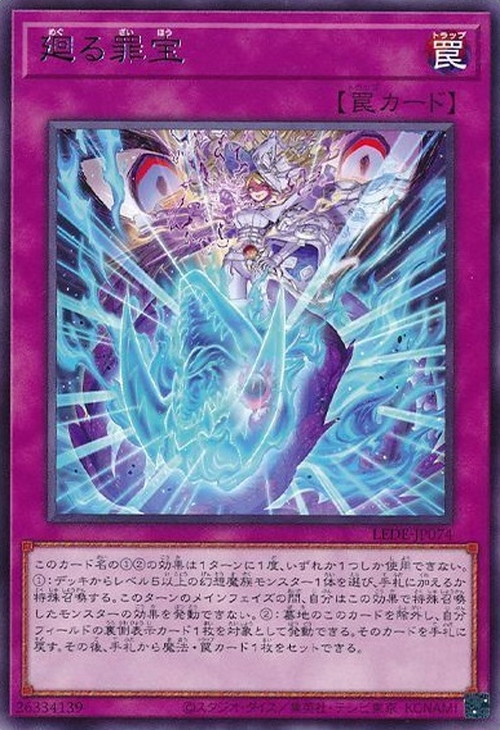 廻る罪宝
罠
【罠カード】
LEDE-JP074
このカード名の①②の効果は1ターンに1度、いずれか1つしか使用できない。
①：デッキからレベル5以上の幻想魔族モンスター1体を選び、手札に加えるか
特殊召喚する。このターンのメインフェイズの間、自分はこの効果で特殊召喚
したモンスターの効果を発動できない。②：墓地のこのカードを除外し、自分
フィールドの裏側表示カード1枚を対象として発動できる。そのカードを手札に
戻す。その後、手札から魔法・罠カード1枚をセットできる。
26334139 ©スタジオ・ダイス/集英社・テレビ東京・KONAMI